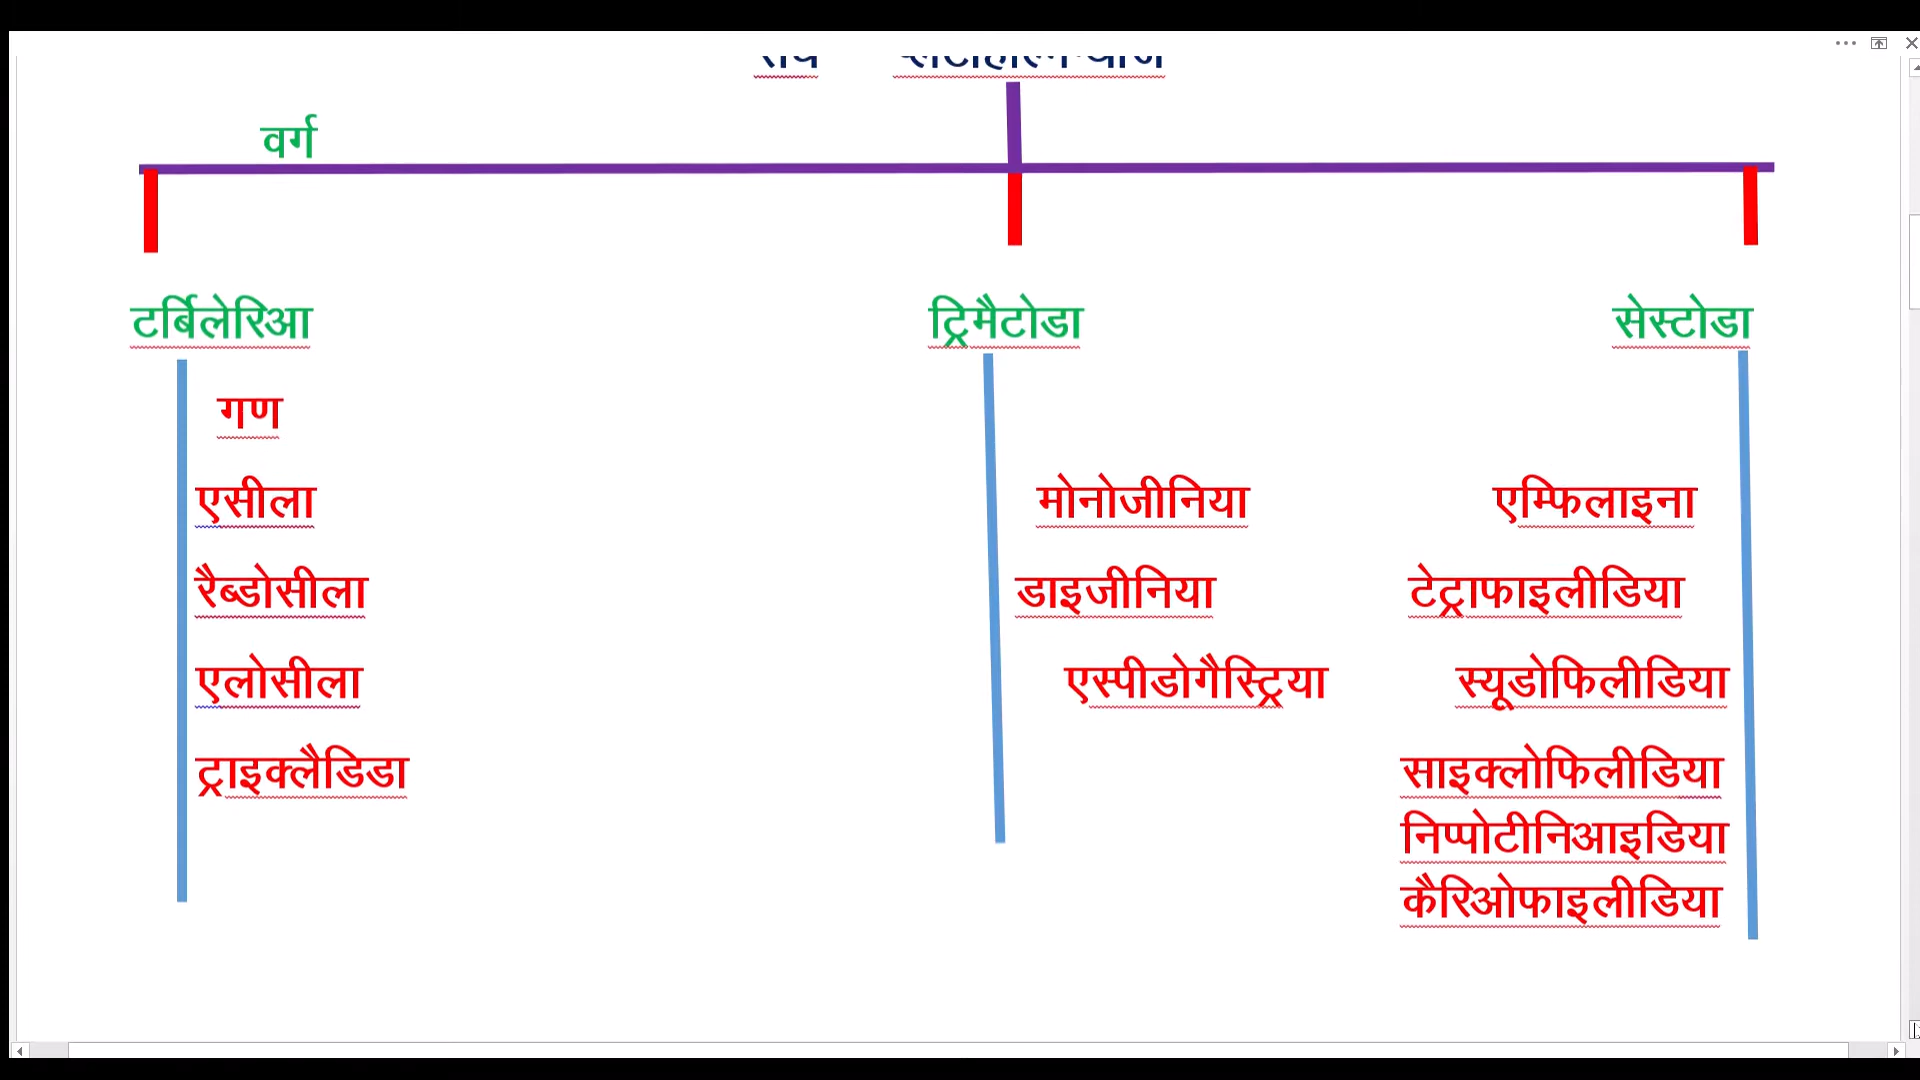 वर्ग
टर्बिलेरिआ ट्रिमैटोडा सेस्टोडा
गण
एसीला मोनोजीनिया एम्फिलाइना
रैब्डोसीला डाइजीनिया टेट्राफाइलीडिया
एलोसीला एस्पीडोगैस्ट्रिया स्यूडोफिलीडिया
ट्राइक्लैडिडा साइक्लोफिलीडिया
निप्पोटीनिआइडिया
कैरिओफाइलीडिया